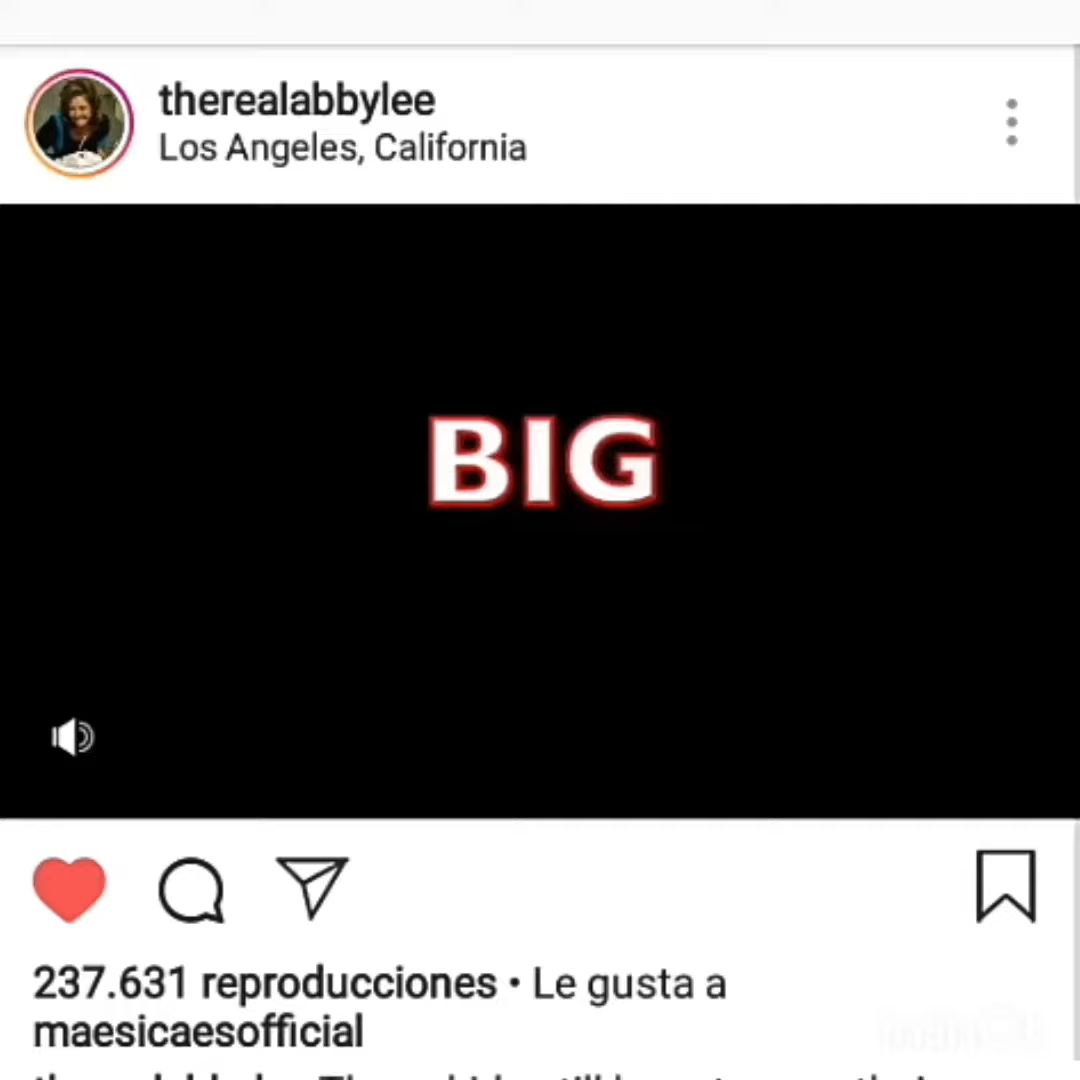 therealabbylee
Los Angeles, California
BIG
237.631 reproducciones • Le gusta a
maesicaesofficial